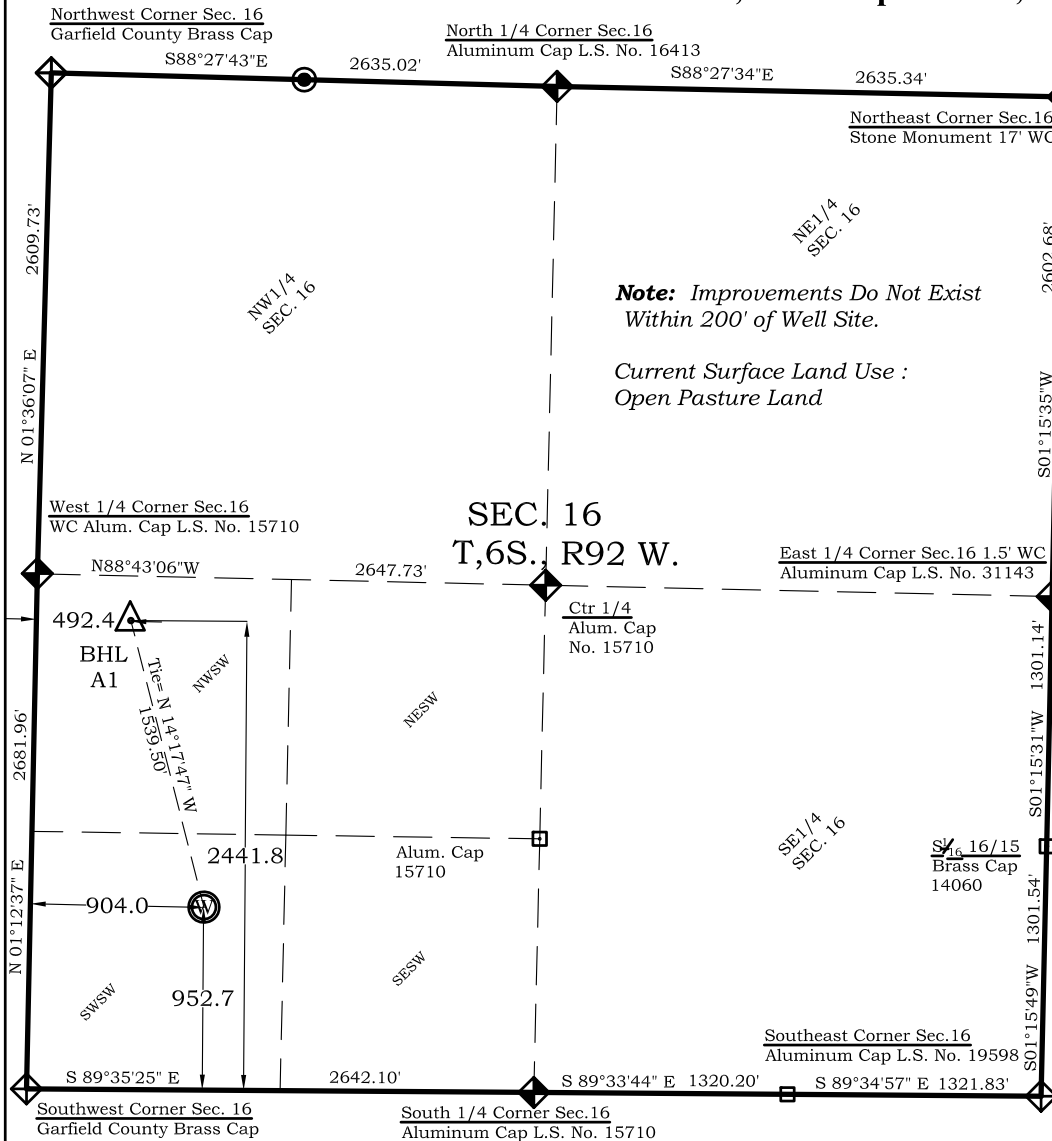 Northwest Corner Sec. 16
Garfield County Brass Cap
North 1/4 Corner Sec.16
Aluminum Cap L.S. No. 16413
S88°27'43"E 2635.02'
S88°27'34"E 2635.34'
Northeast Corner Sec.16
Stone Monument 17' WC
2609.73'
N 01°36'07" E
NW1/4
SEC. 16
NE1/4
SEC. 16
2602.68'
S01°15'35"W
Note: Improvements Do Not Exist
Within 200' of Well Site.
Current Surface Land Use :
Open Pasture Land
West 1/4 Corner Sec.16
WC Alum. Cap L.S. No. 15710
SEC. 16
T,6S., R92 W.
East 1/4 Corner Sec.16 1.5' WC
Aluminum Cap L.S. No. 31143
N88°43'06"W 2647.73'
Ctr 1/4
Alum. Cap
No. 15710
492.4
BHL
A1
Tie= N 14°17'47" W
1539.50'
NWSW
NESW
1301.14'
S01°15'31"W
2681.96'
N 01°12'37" E
2441.8
Alum. Cap
15710
SE1/4
SEC. 16
S 1/16 16/15
Brass Cap
14060
904.0
W
1301.54'
S01°15'49"W
SWSW
952.7
SESW
Southeast Corner Sec.16
Aluminum Cap L.S. No. 19598
S 89°35'25" E 2642.10'
S 89°33'44" E 1320.20'
S 89°34'57" E 1321.83'
Southwest Corner Sec. 16
Garfield County Brass Cap
South 1/4 Corner Sec.16
Aluminum Cap L.S. No. 15710